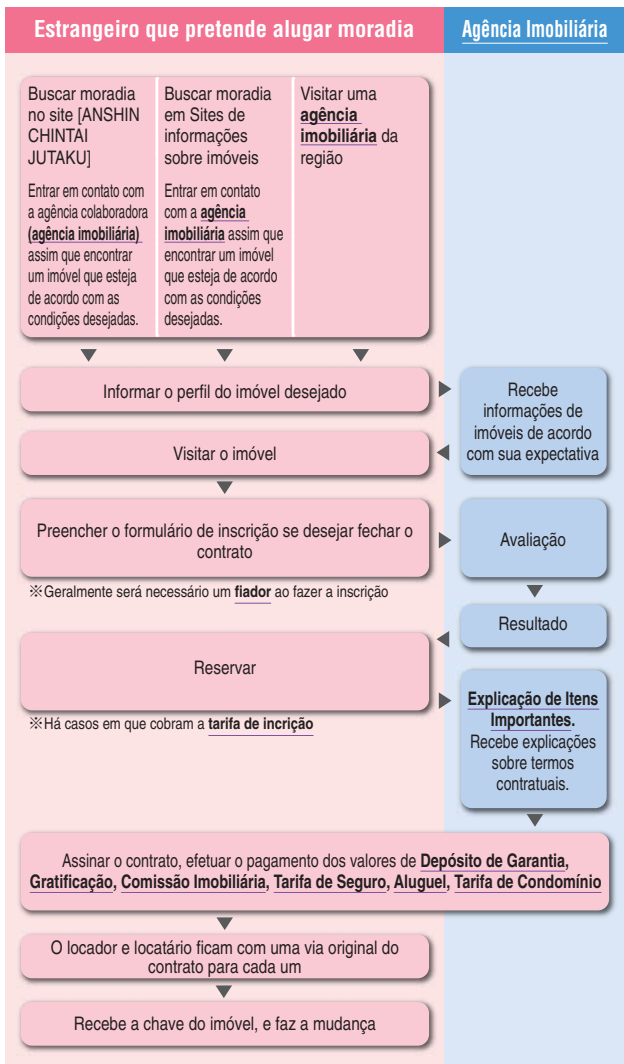 Estrangeiro que pretende alugar moradia
Agência Imobiliária
Buscar moradia
no site [ANSHIN
CHINTAI
JUTAKU]
Entrar em contato com
a agência colaboradora
(agência imobiliária)
assim que encontrar
um imóvel que esteja
de acordo com as
condições desejadas.
Buscar moradia
em Sites de
informações
sobre imóveis
Entrar em contato
com a agência
imobiliária assim que
encontrar um imóvel
que esteja de acordo
com as condições
desejadas.
Visitar uma
agência
imobiliária da
região
Informar o perfil do imóvel desejado
Recebe
informações de
imóveis de acordo
com sua expectativa
Visitar o imóvel
Preencher o formulário de inscrição se desejar fechar o
contrato
Avaliação
※Geralmente será necessário um fiador ao fazer a inscrição
Resultado
Reservar
※Há casos em que cobram a tarifa de incrição
Explicação de Itens
Importantes.
Recebe explicações
sobre termos
contratuais.
Assinar o contrato, efetuar o pagamento dos valores de Depósito de Garantia,
Gratificação, Comissão Imobiliária, Tarifa de Seguro, Aluguel, Tarifa de Condomínio
O locador e locatário ficam com uma via original do
contrato para cada um
Recebe a chave do imóvel, e faz a mudança